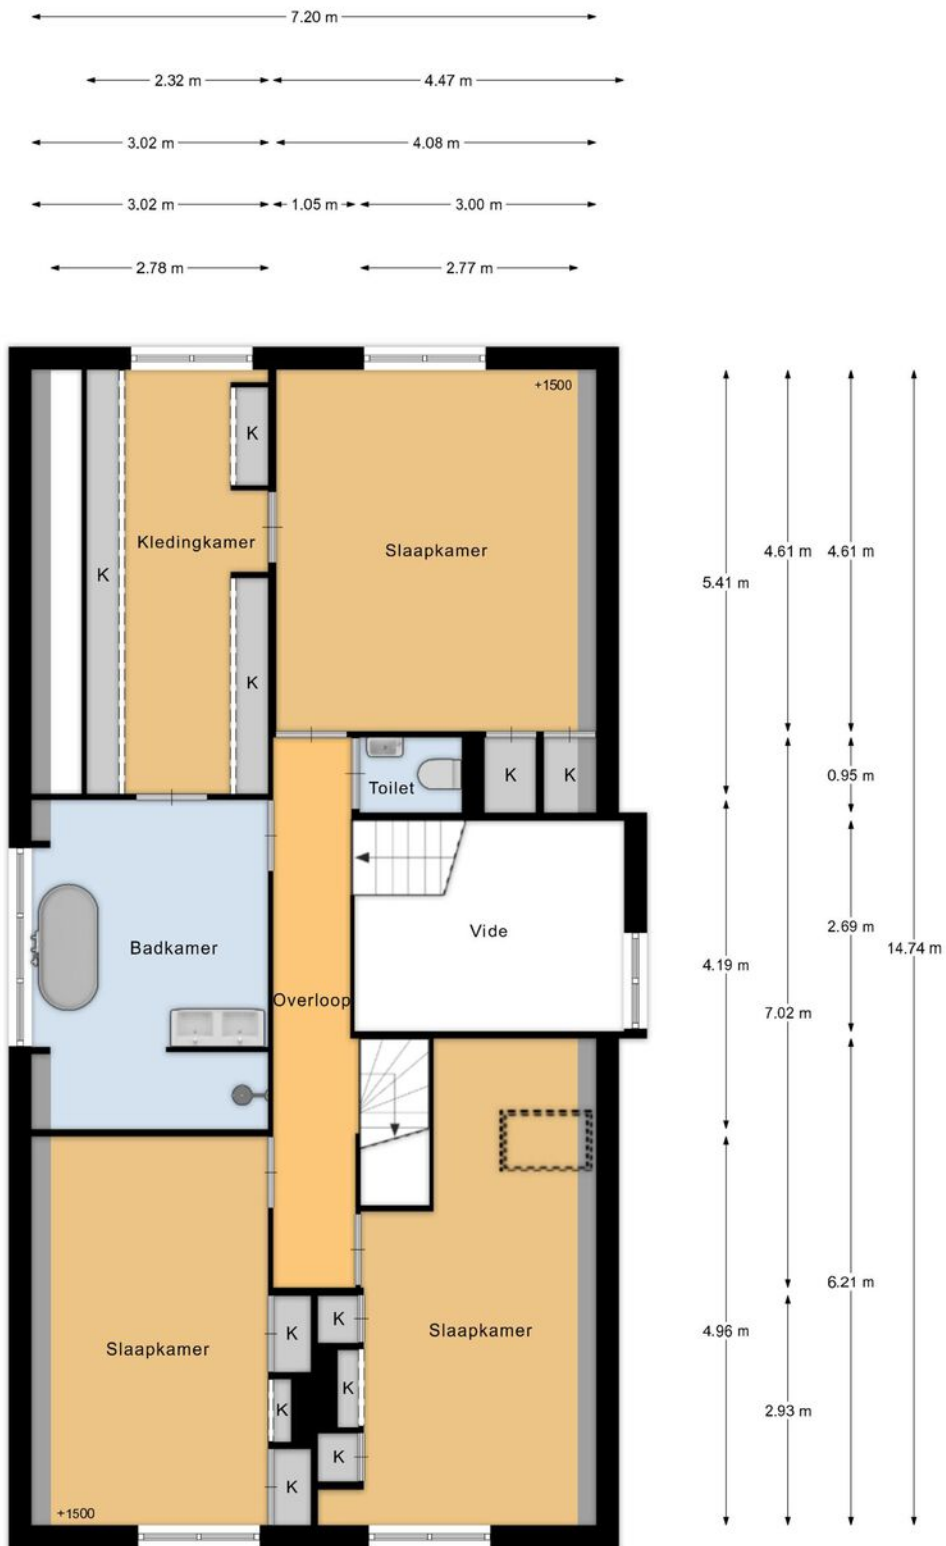 7.20 m
2.32 m
4.47 m
3.02 m
4.08 m
3.02 m
1.05 m
3.00 m
2.78 m
2.77 m
+1500
K
Kledingkamer
Slaapkamer
K
K
4.61 m
4.61 m
5.41 m
Toilet
K
K
0.95 m
Vide
2.69 m
Badkamer
14.74 m
4.19 m
Overloop
7.02 m
6.21 m
Slaapkamer
K
K
Slaapkamer
4.96 m
K
K
2.93 m
K
K
+1500